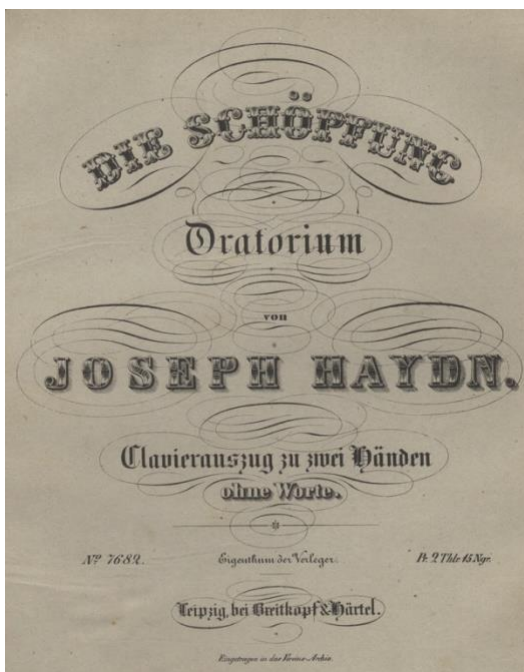 DIE SCHÖPFUNG
Oratorium
von
JOSEPH HAYDN.
Clavierauszug zu zwei Händen
ohne Worte.
No. 7682. Eigenthum der Verleger. Pr. 2 Thlr 15 Ngr.
Leipzig, bei Breitkopf & Härtel.
Eingetragen in das Vereins-Archiv.